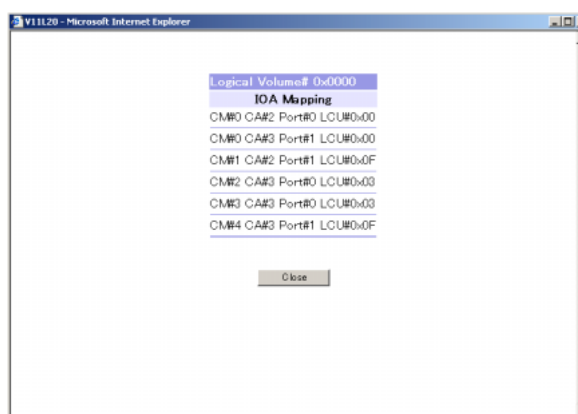 V11L20 - Microsoft Internet Explorer
Logical Volume# 0x0000
IOA Mapping
CM#0 CA#2 Port#0 LCU#0x00
CM#0 CA#3 Port#1 LCU#0x00
CM#1 CA#2 Port#1 LCU#0x0F
CM#2 CA#3 Port#0 LCU#0x03
CM#3 CA#3 Port#0 LCU#0x03
CM#4 CA#3 Port#1 LCU#0x0F
Close